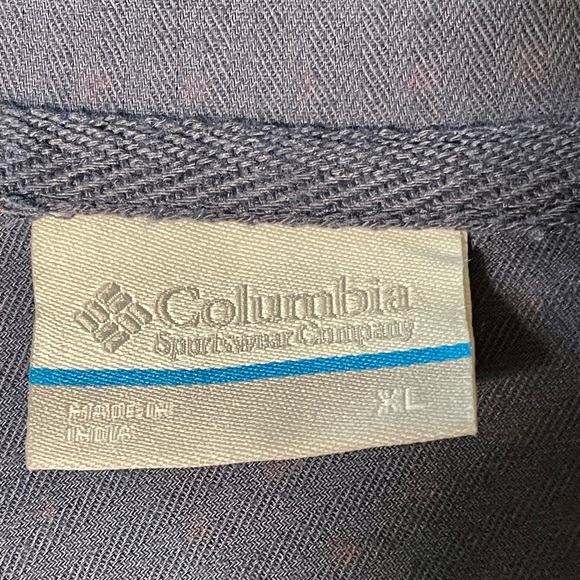 Columbia
Sportswear Company
XL
MADE IN
INDIA